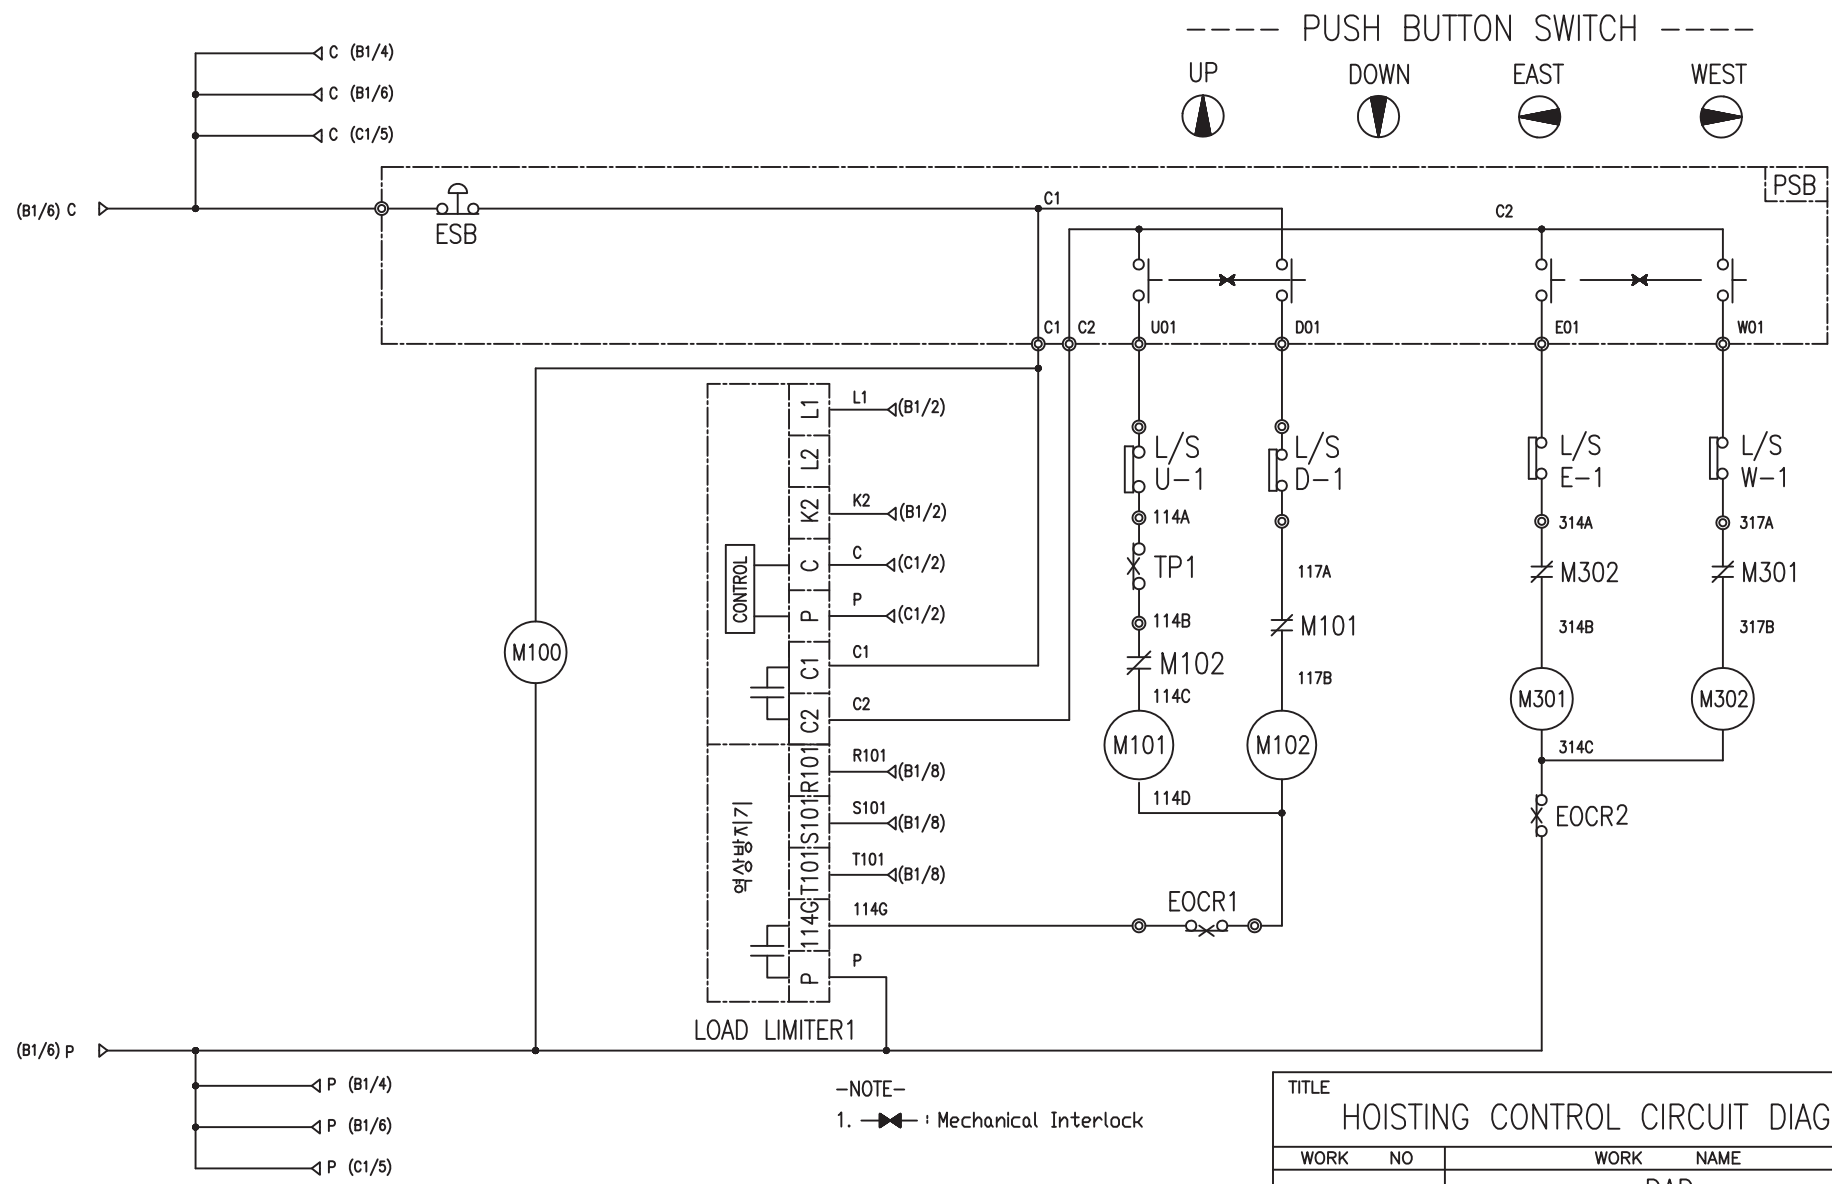 ---- PUSH BUTTON SWITCH ----
UP DOWN EAST WEST
C (B1/4)
C (B1/6)
C (C1/5)
(B1/6) C
ESB
C1
C2
PSB
C1 C2 U01 D01 E01 W01
L1 L1 (B1/2)
L2
K2 K2 (B1/2)
C C (C1/2)
CONTROL
P P (C1/2)
C1 C1
C2 C2
R101 R101 (B1/8)
S101 S101 (B1/8)
T101 T101 (B1/8)
역상방지기
114G 114G
P P
LOAD LIMITER1
M100
L/S
U-1
114A
TP1
114B
M102
114C
M101
114D
L/S
D-1
117A
M101
117B
M102
EOCR1
L/S
E-1
314A
M302
314B
M301
314C
EOCR2
L/S
W-1
317A
M301
317B
M302
(B1/6) P
P (B1/4)
P (B1/6)
P (C1/5)
-NOTE-
1. : Mechanical Interlock
TITLE
HOISTING CONTROL CIRCUIT DIAG
WORK NO WORK NAME